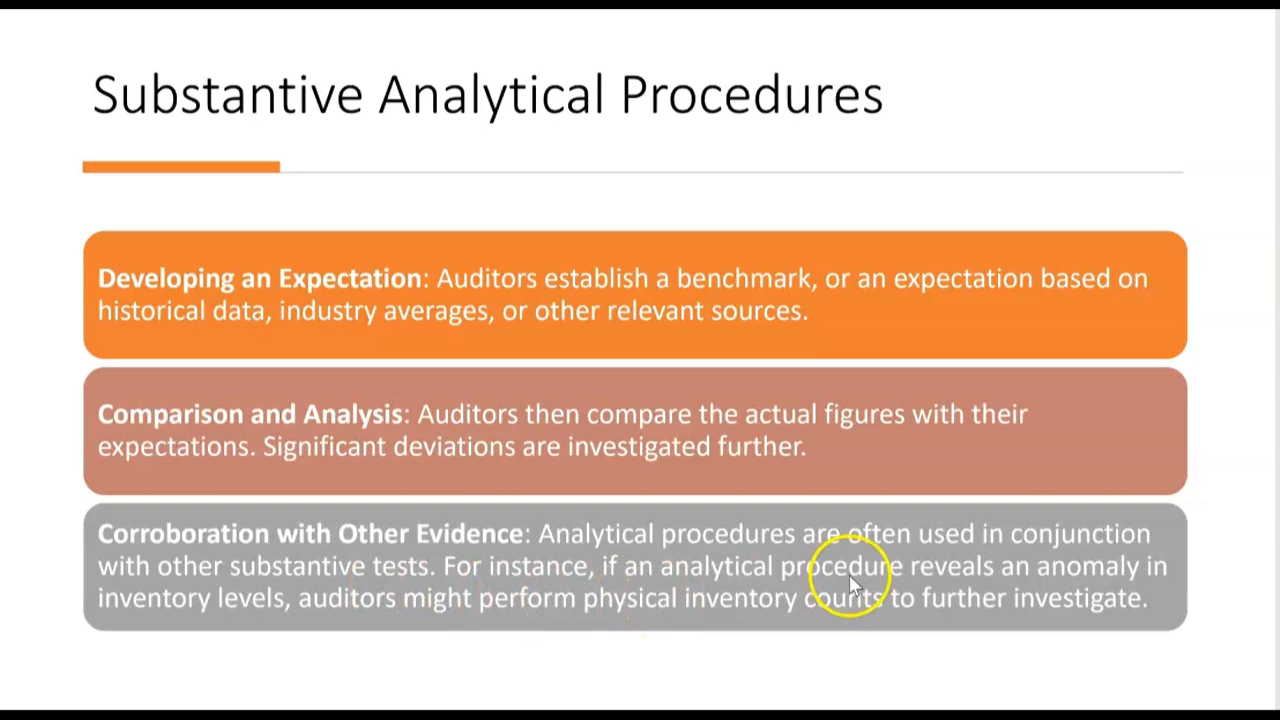 Substantive Analytical Procedures
Developing an Expectation: Auditors establish a benchmark, or an expectation based on
historical data, industry averages, or other relevant sources.
Comparison and Analysis: Auditors then compare the actual figures with their
expectations. Significant deviations are investigated further.
Corroboration with Other Evidence: Analytical procedures are often used in conjunction
with other substantive tests. For instance, if an analytical procedure reveals an anomaly in
inventory levels, auditors might perform physical inventory counts to further investigate.